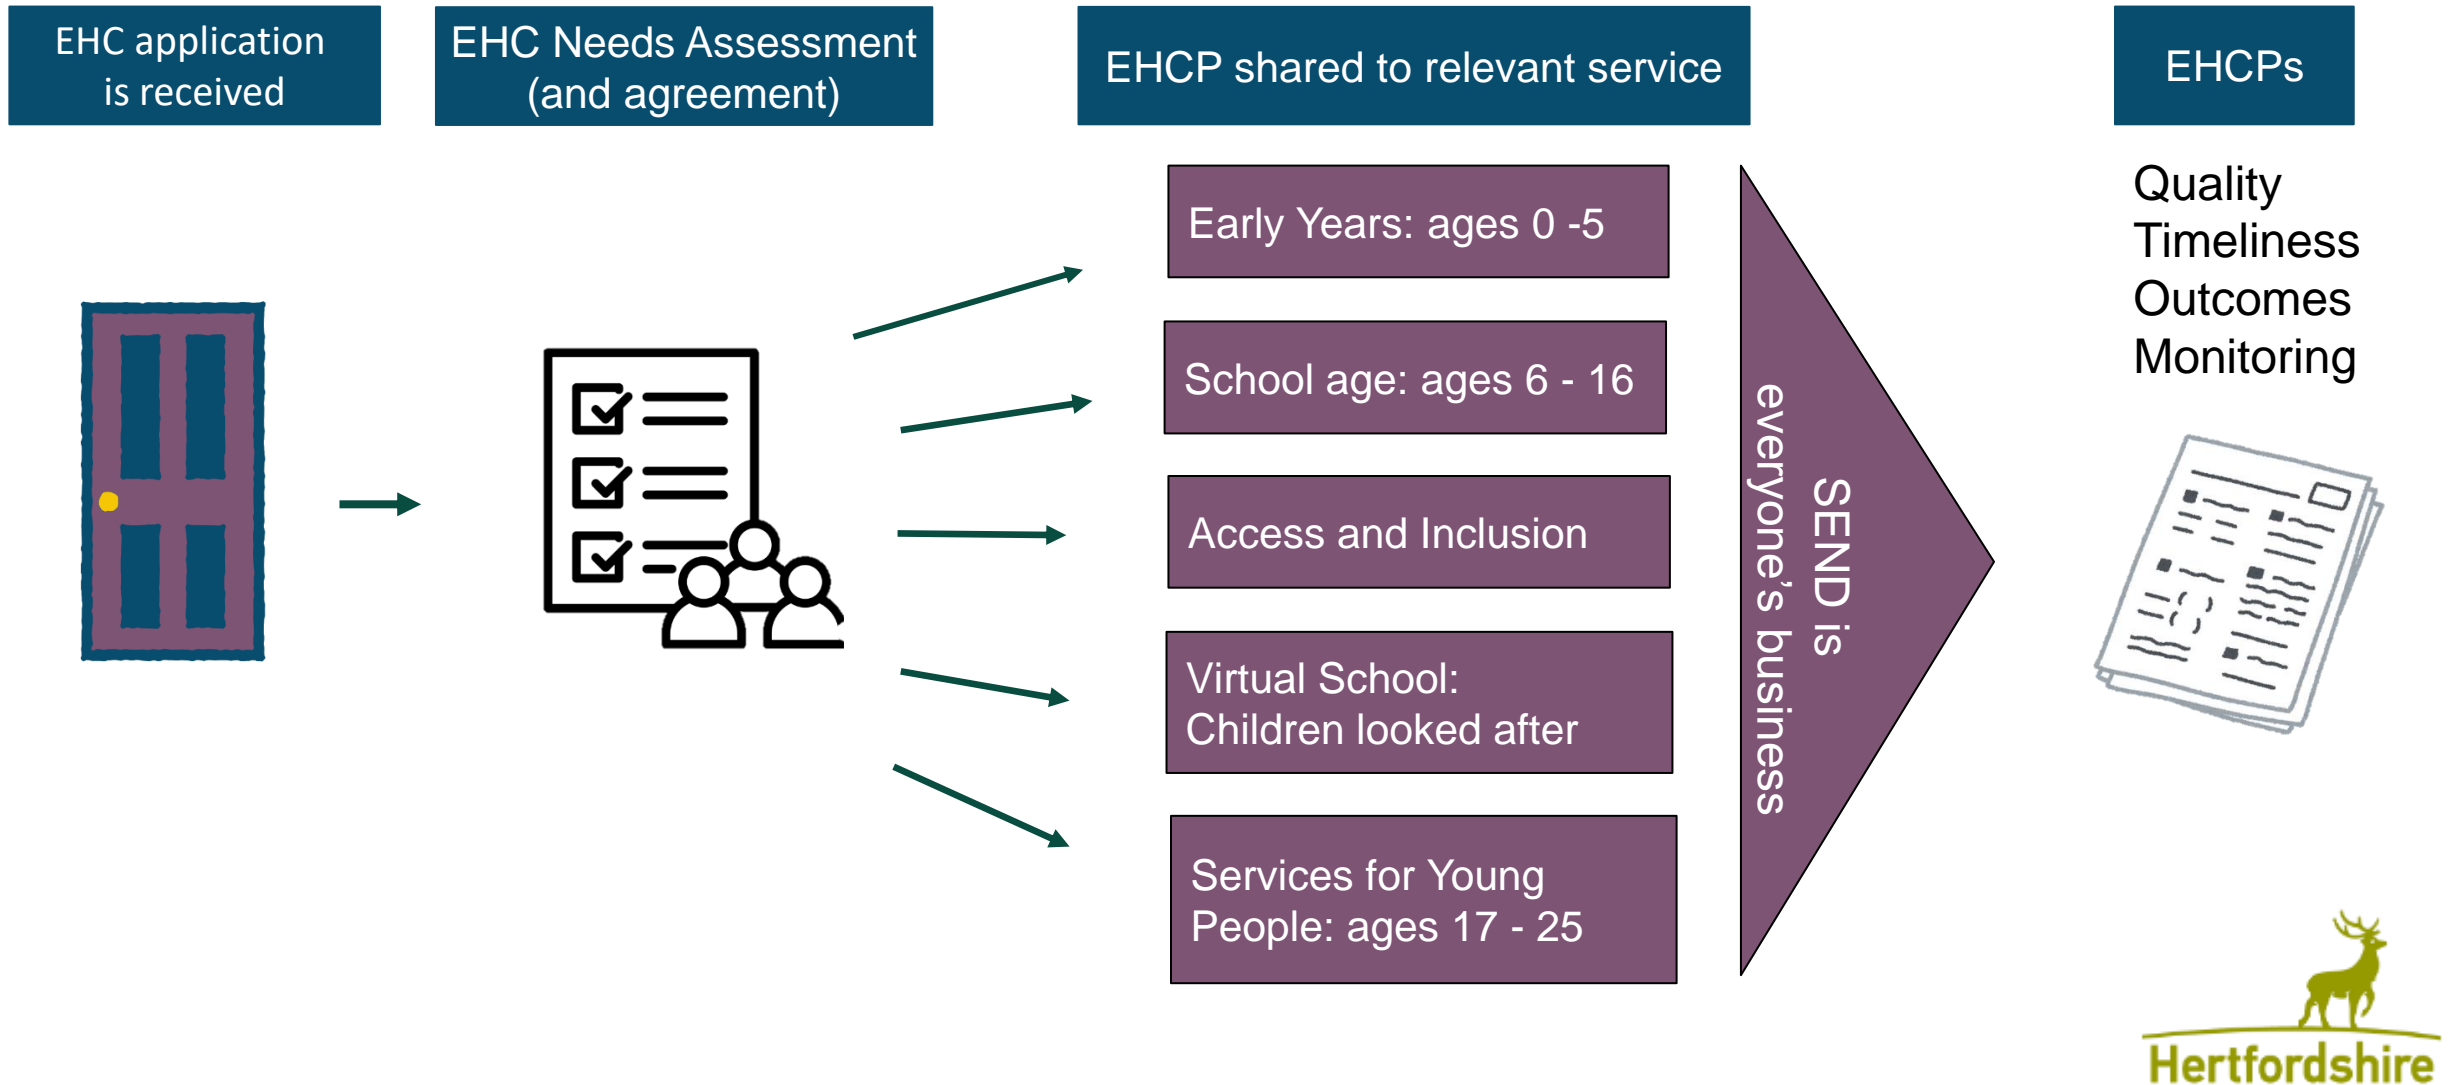 EHC application
is received
EHC Needs Assessment
(and agreement)
EHCP shared to relevant service
EHCPs
Early Years: ages 0 -5
School age: ages 6 - 16
Access and Inclusion
Virtual School:
Children looked after
Services for Young
People: ages 17 - 25
SEND is
everyone’s business
Quality
Timeliness
Outcomes
Monitoring
Hertfordshire